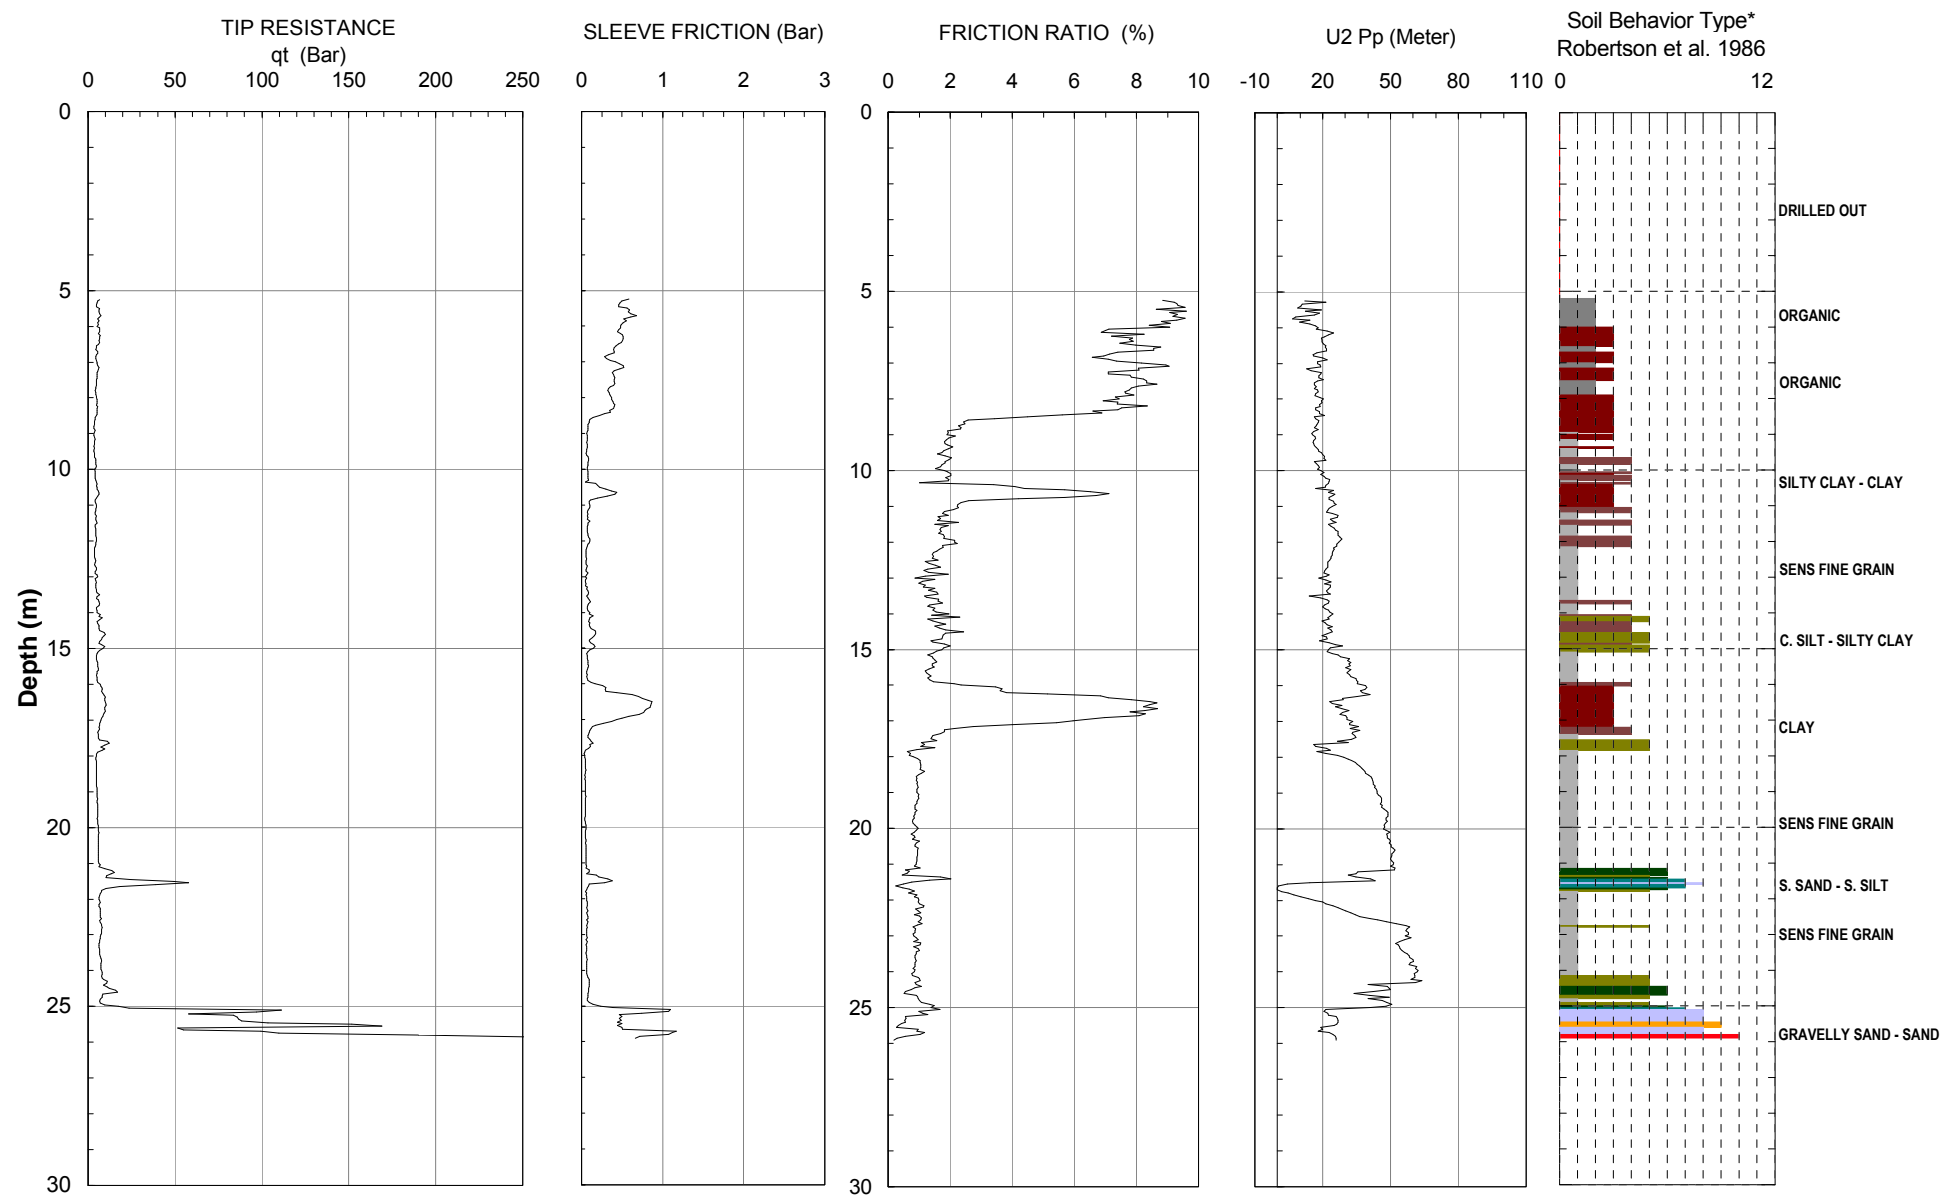 TIP RESISTANCE
qt (Bar)
SLEEVE FRICTION (Bar)
FRICTION RATIO (%)
U2 Pp (Meter)
Soil Behavior Type*
Robertson et al. 1986
0 50 100 150 200 250
0 1 2 3
0 2 4 6 8 10
-10 20 50 80 110
0 12
Depth (m)
0
5
10
15
20
25
30
0
5
10
15
20
25
30
DRILLED OUT
ORGANIC
ORGANIC
SILTY CLAY - CLAY
SENS FINE GRAIN
C. SILT - SILTY CLAY
CLAY
SENS FINE GRAIN
S. SAND - S. SILT
SENS FINE GRAIN
GRAVELLY SAND - SAND